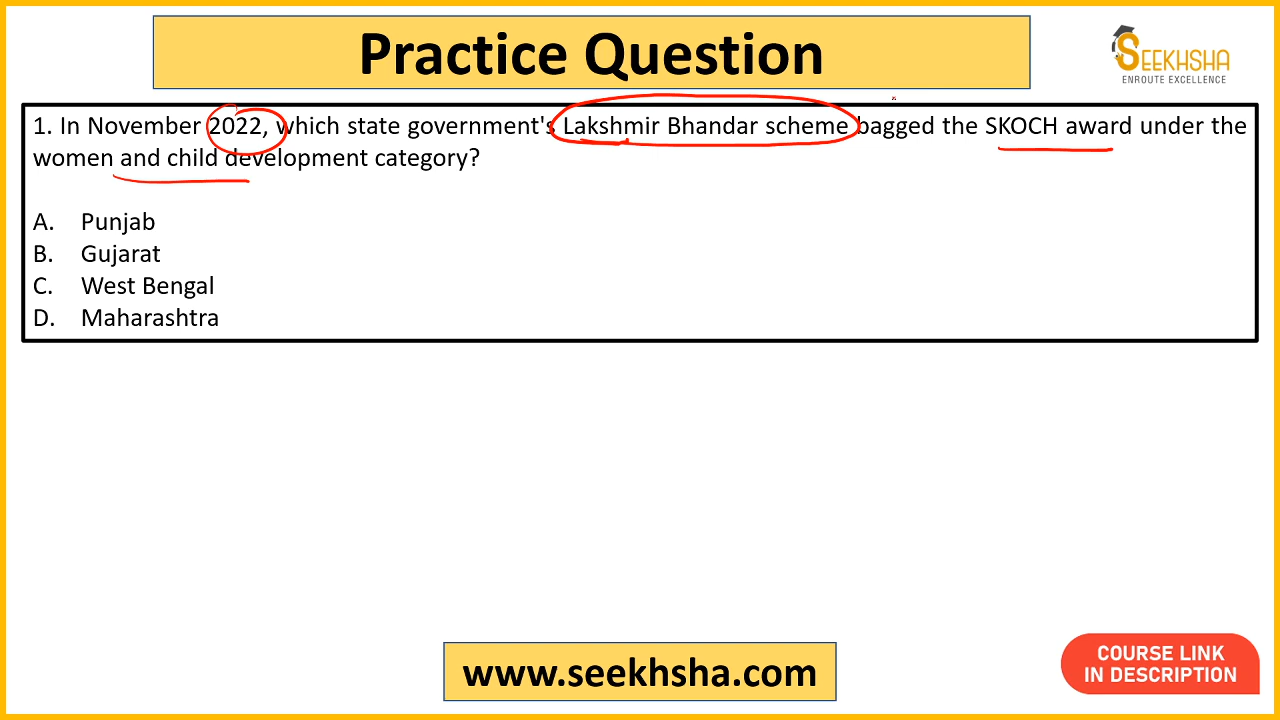 Practice Question
SEEKHSHA
ENROUTE EXCELLENCE
1. In November 2022, which state government's Lakshmir Bhandar scheme bagged the SKOCH award under the
women and child development category?
A. Punjab
B. Gujarat
C. West Bengal
D. Maharashtra
www.seekhsha.com
COURSE LINK
IN DESCRIPTION